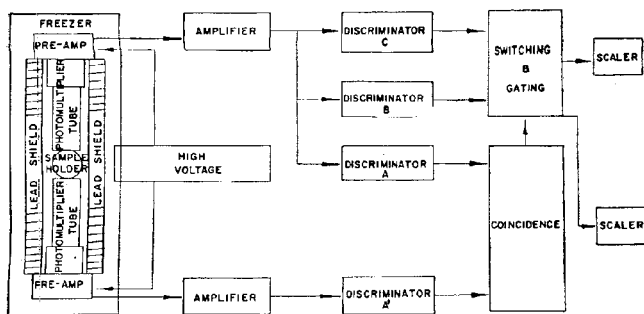 FREEZER
PRE-AMP
AMPLIFIER
DISCRIMINATOR
C
SWITCHING
&
GATING
SCALER
LEAD SHIELD
PHOTOMULTIPLIER
TUBE
LEAD SHIELD
DISCRIMINATOR
B
SAMPLE
HOLDER
HIGH
VOLTAGE
DISCRIMINATOR
A
COINCIDENCE
SCALER
PHOTOMULTIPLIER
TUBE
PRE-AMP
AMPLIFIER
DISCRIMINATOR
A'